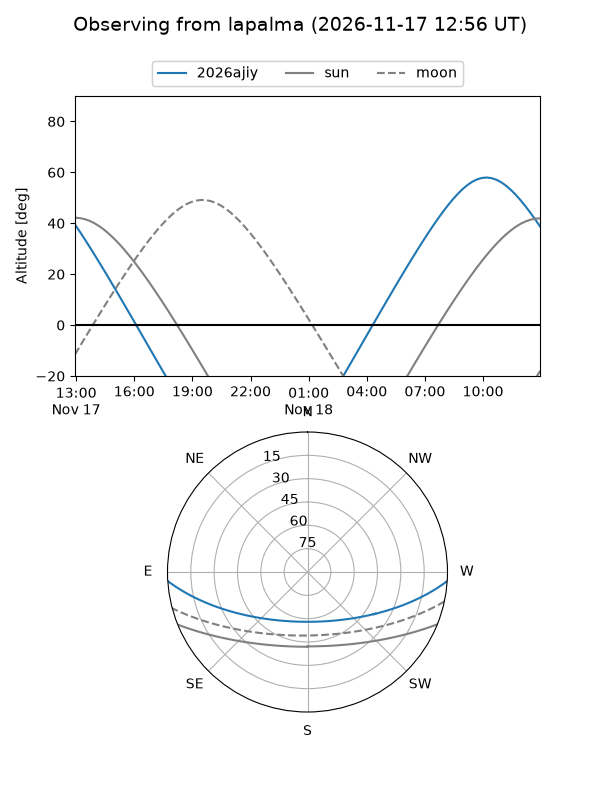 Observing from lapalma (2026-11-17 12:56 UT)
2026ajiy sun moon
Altitude [deg]
80
60
40
20
0
−20
13:00 16:00 19:00 22:00 01:00 04:00 07:00 10:00
Nov 17 Nov 18
N
NE NW
15
30
45
60
75
E W
SE SW
S